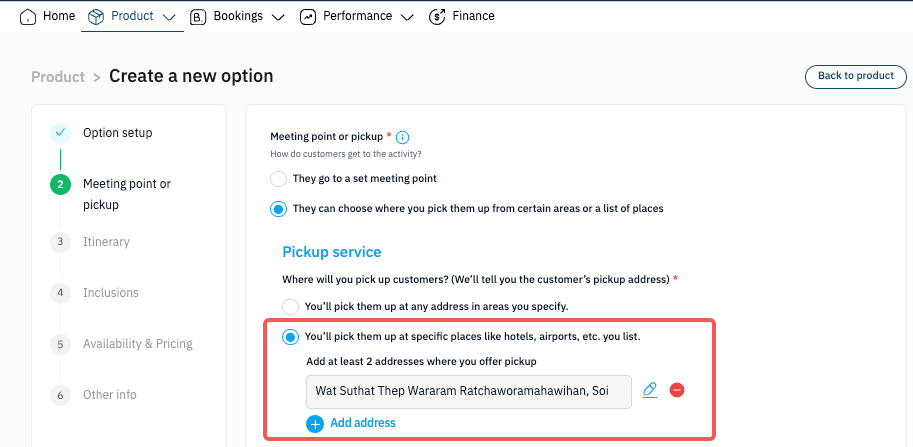 Home Product Bookings Performance Finance
Product > Create a new option
Back to product
Option setup
2 Meeting point or
pickup
3 Itinerary
4 Inclusions
5 Availability & Pricing
6 Other info
Meeting point or pickup *
How do customers get to the activity?
They go to a set meeting point
They can choose where you pick them up from certain areas or a list of places
Pickup service
Where will you pick up customers? (We'll tell you the customer's pickup address) *
You'll pick them up at any address in areas you specify.
You'll pick them up at specific places like hotels, airports, etc. you list.
Add at least 2 addresses where you offer pickup
Wat Suthat Thep Wararam Ratchaworamahawihan, Soi
Add address